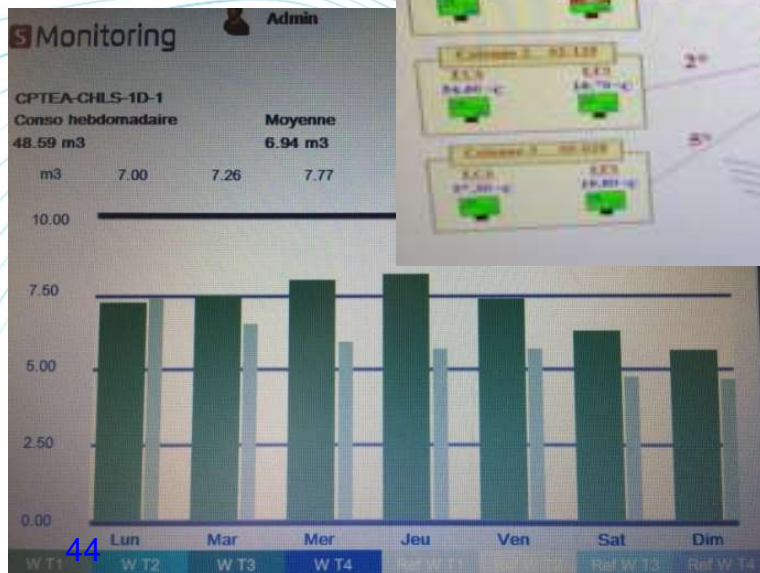 S Monitoring
Admin
CPTEA-CHLS-1D-1
Conso hebdomadaire
Moyenne
48.59 m3
6.94 m3
m3 7.00 7.26 7.77
10.00
7.50
5.00
2.50
0.00
Lun Mar Mer Jeu Ven Sat Dim
44
W T1 W T2 W T3 W T4 Ref W T1 Ref W T2 Ref W T3 Ref W T4
2°
3°